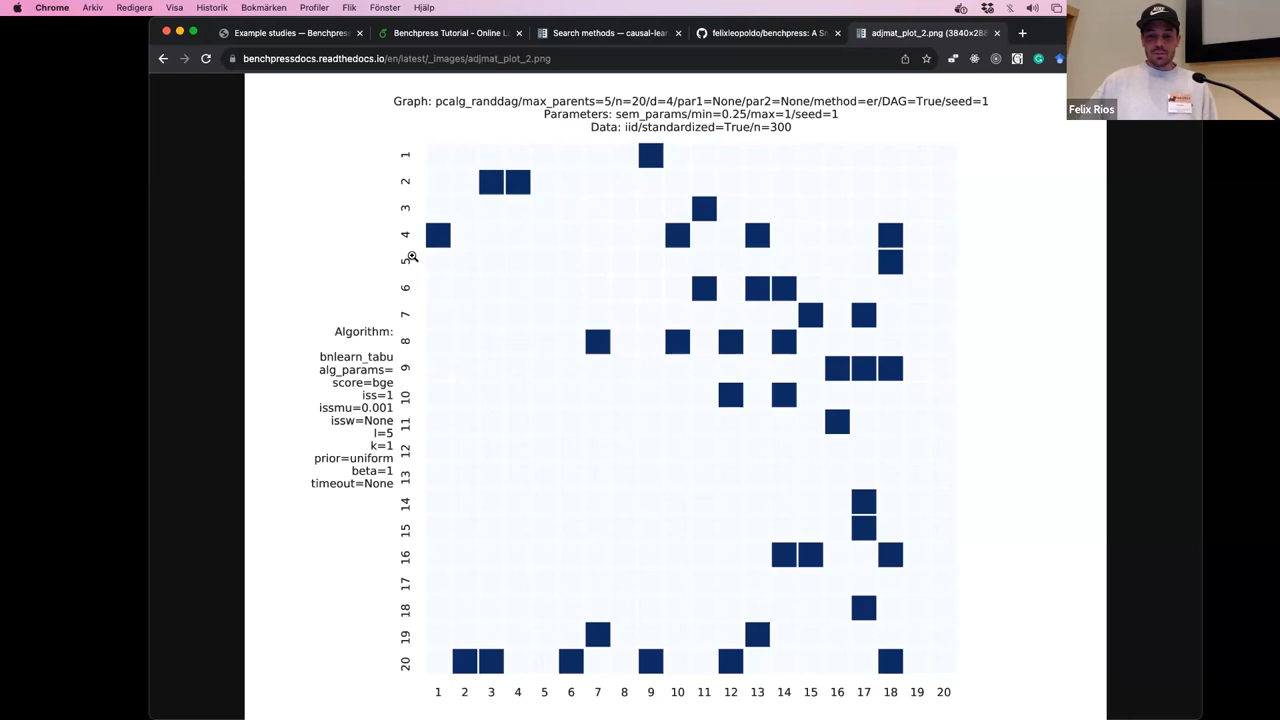 Chrome Arkiv Redigera Visa Historik Bokmärken Profiler Flik Fönster Hjälp
Example studies — Benchpress
Benchpress Tutorial - Online L
Search methods — causal-lear
felixleopoldo/benchpress: A Sn
adjmat_plot_2.png (3840×288
benchpressdocs.readthedocs.io/en/latest/_images/adjmat_plot_2.png
Felix Rios
Graph: pcalg_randdag/max_parents=5/n=20/d=4/par1=None/par2=None/method=er/DAG=True/seed=1
Parameters: sem_params/min=0.25/max=1/seed=1
Data: iid/standardized=True/n=300
1
2
3
4
5
6
7
8
9
10
11
12
13
14
15
16
17
18
19
20
Algorithm:
bnlearn_tabu
alg_params=
score=bge
iss=1
issmu=0.001
issw=None
l=5
k=1
prior=uniform
beta=1
timeout=None
1 2 3 4 5 6 7 8 9 10 11 12 13 14 15 16 17 18 19 20